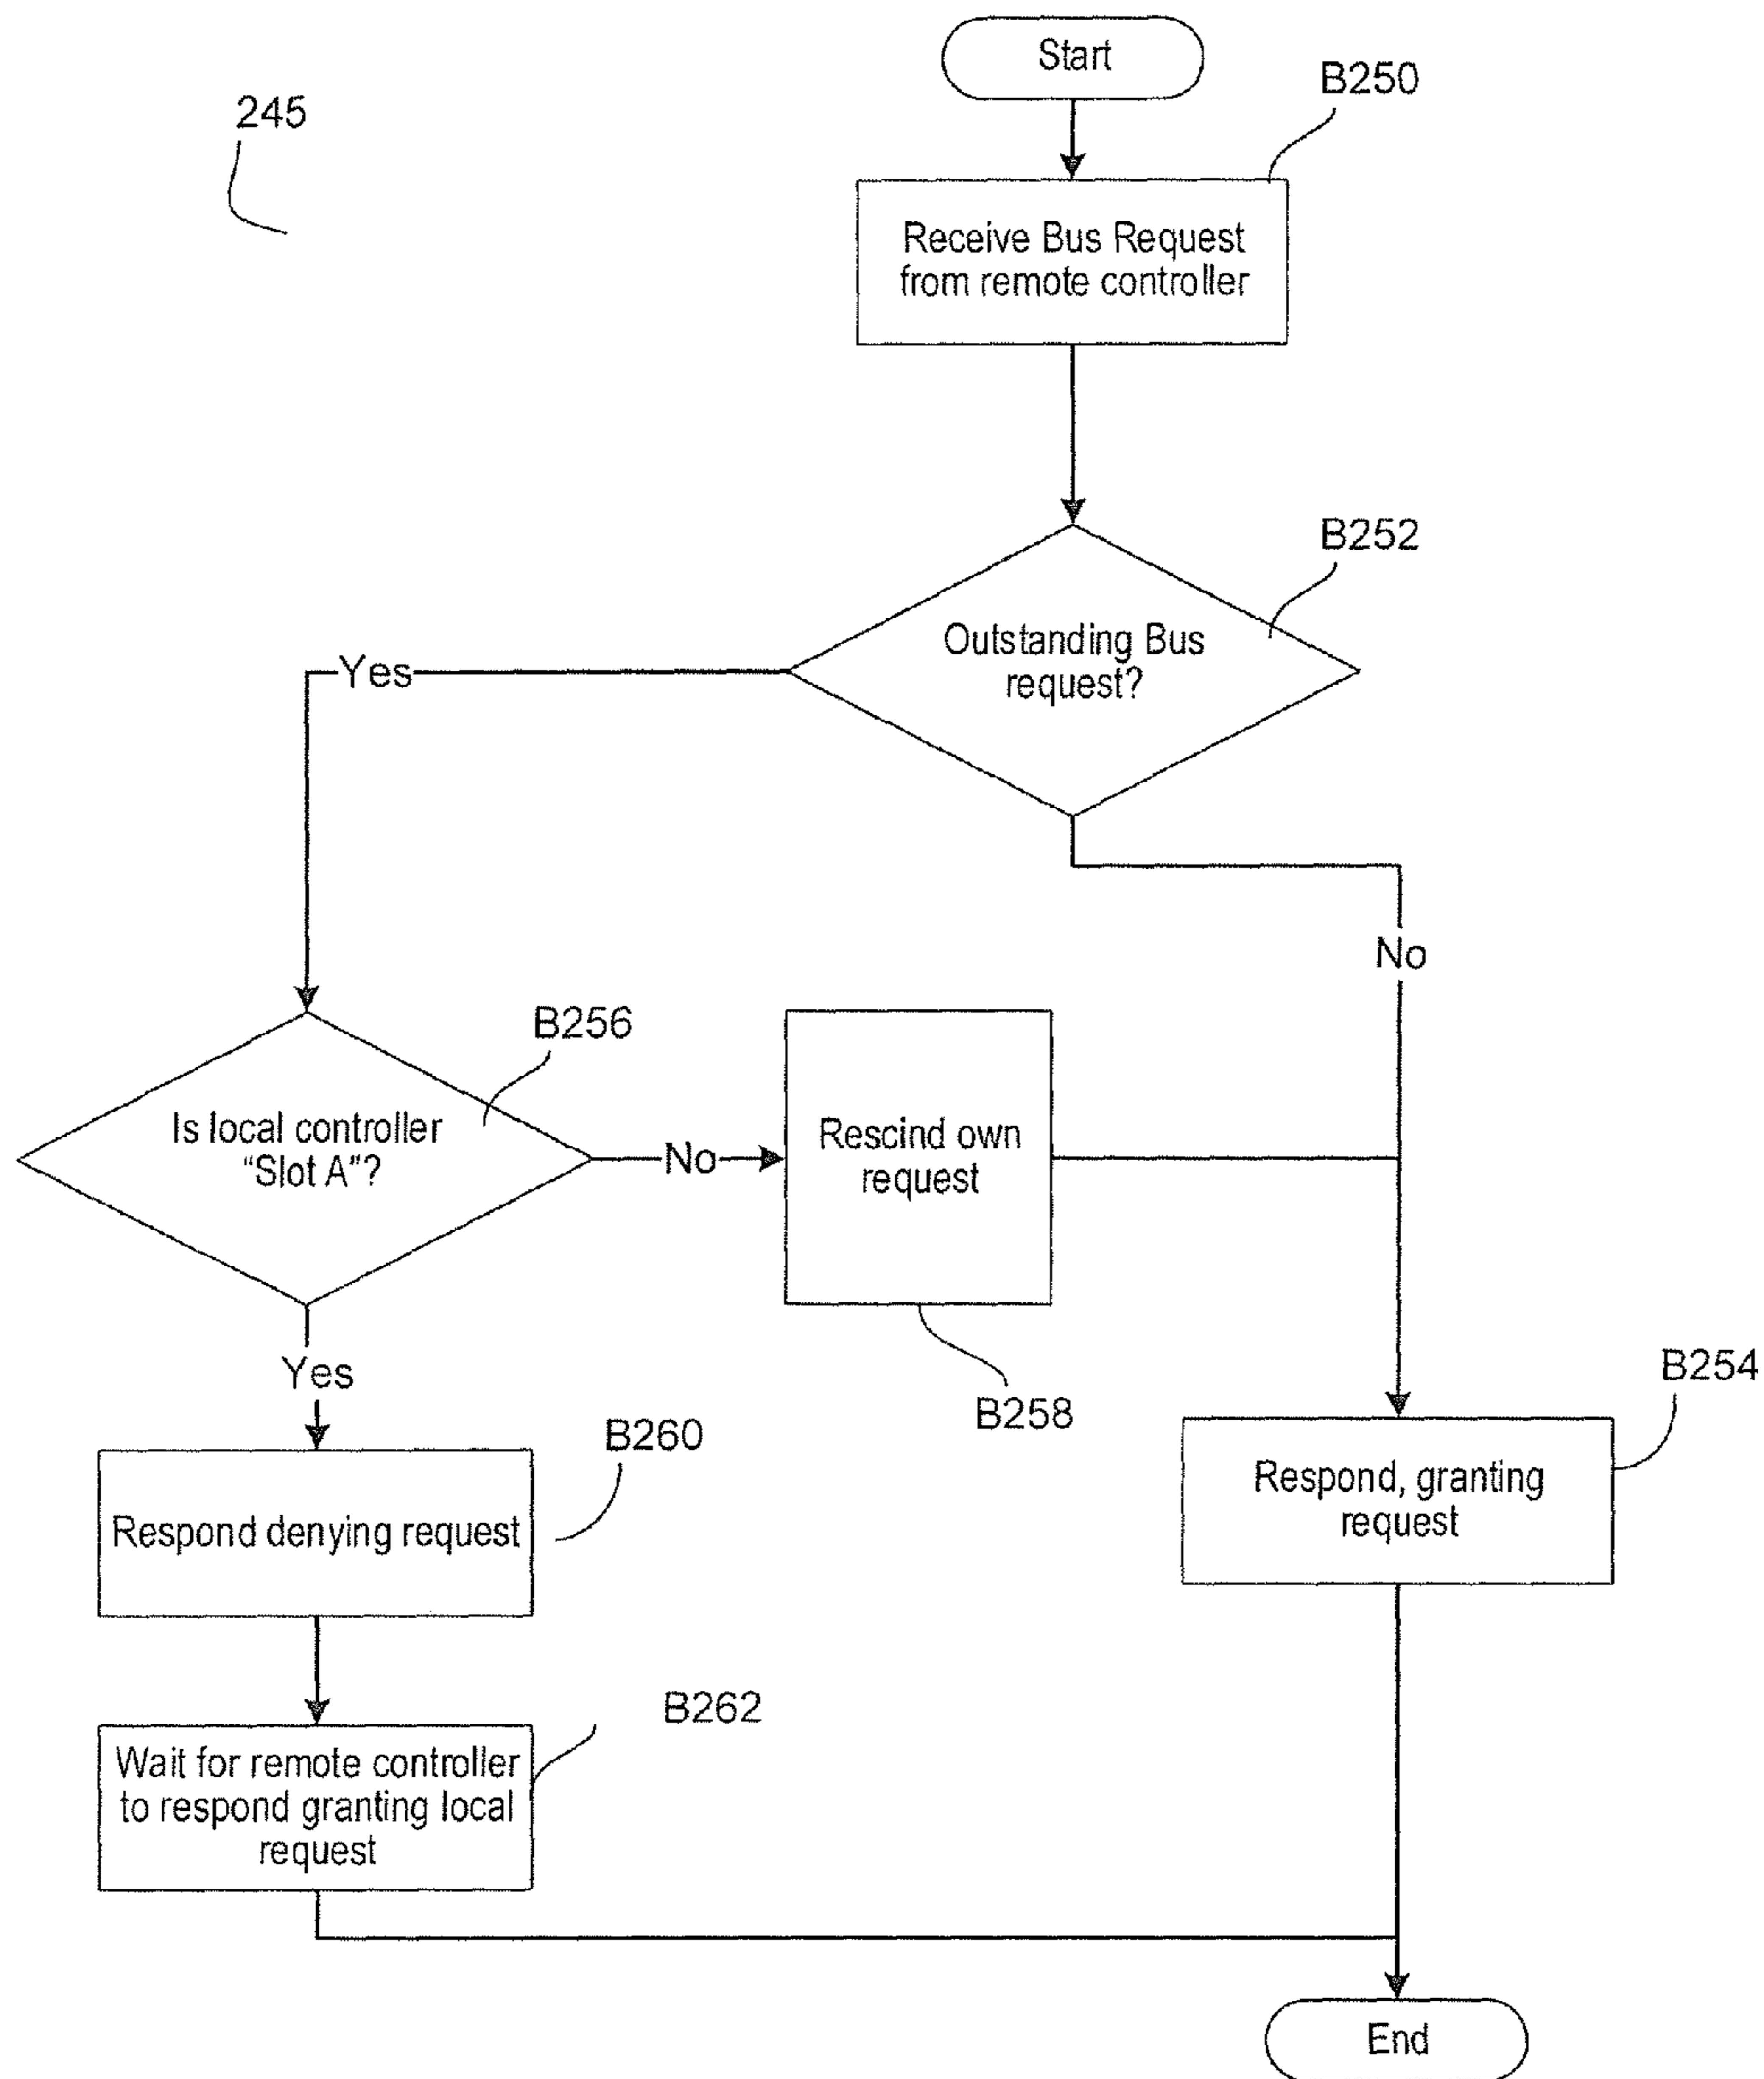 Start
B250
245
Receive Bus Request
from remote controller
B252
Outstanding Bus
request?
Yes
No
B256
Is local controller
“Slot A”?
No
Rescind own
request
Yes
B258
B254
B260
Respond, granting
request
Respond denying request
B262
Wait for remote controller
to respond granting local
request
End